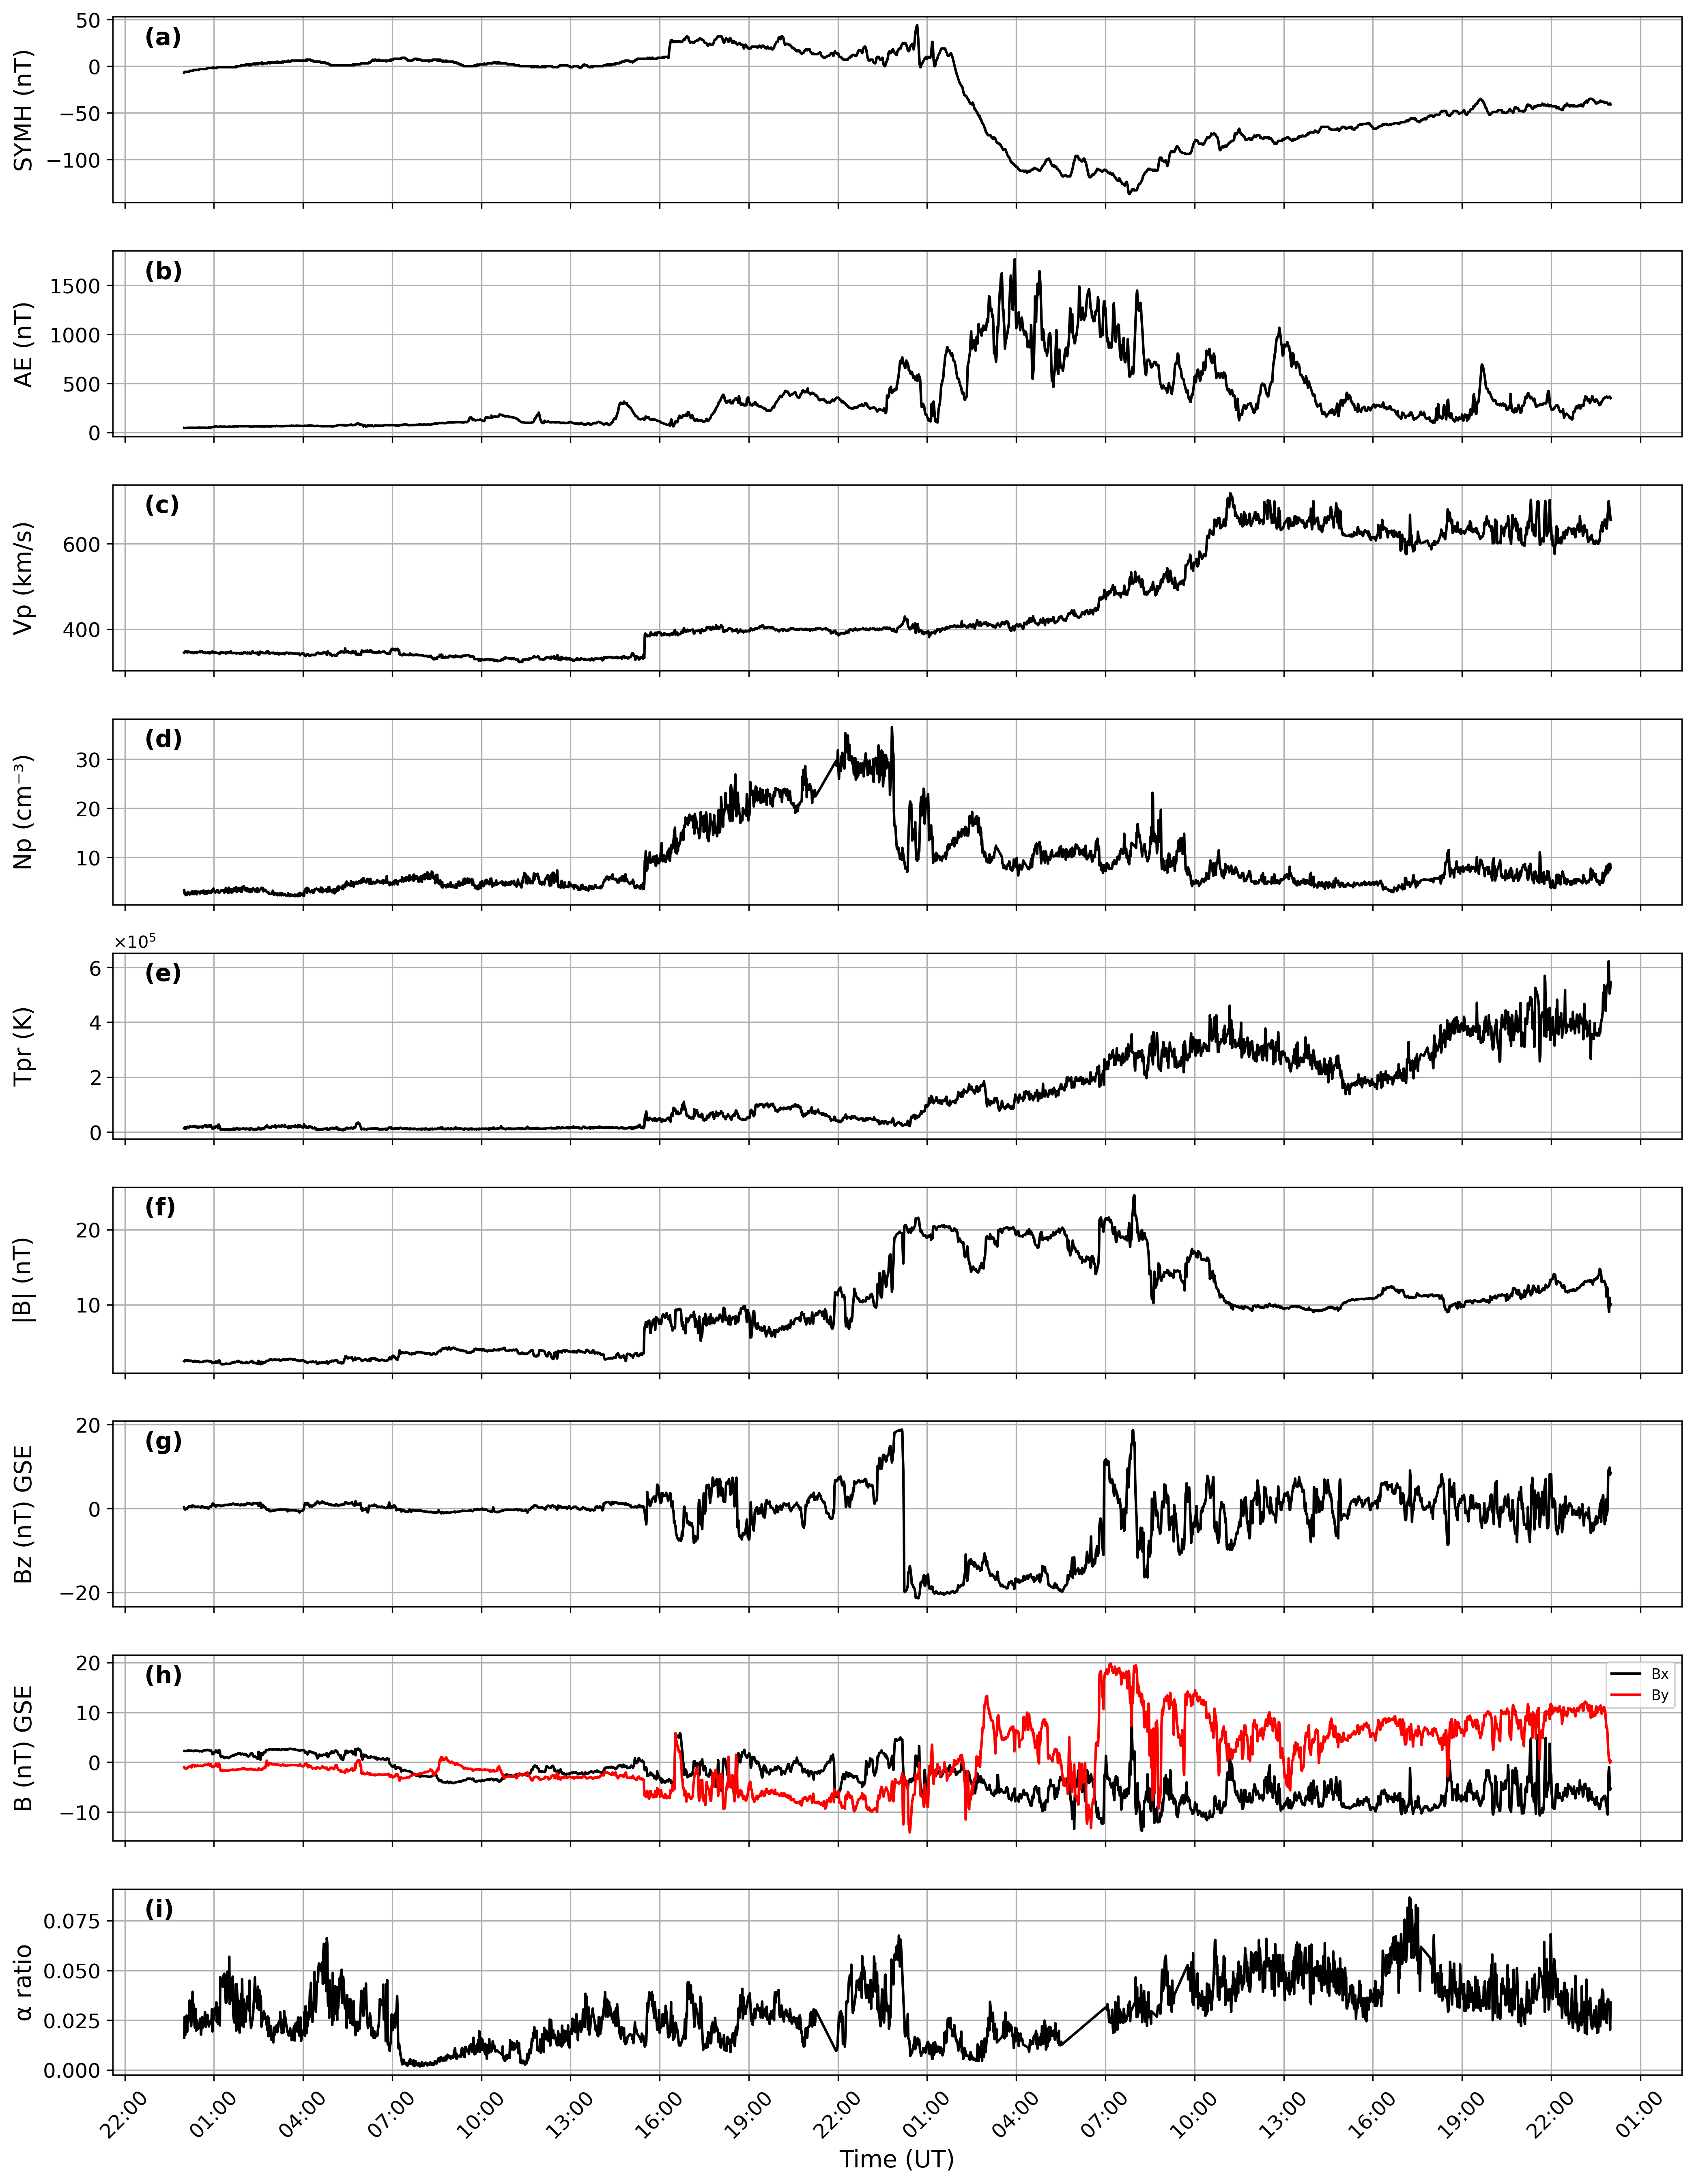 (a)
SYMH (nT)
50
0
−50
−100
(b)
AE (nT)
1500
1000
500
0
(c)
Vp (km/s)
600
400
(d)
Np (cm⁻³)
30
20
10
×10⁵
(e)
Tpr (K)
6
4
2
0
(f)
|B| (nT)
20
10
(g)
Bz (nT) GSE
20
0
−20
(h)
B (nT) GSE
20
10
0
−10
Bx
By
(i)
α ratio
0.075
0.050
0.025
0.000
22:00 01:00 04:00 07:00 10:00 13:00 16:00 19:00 22:00 01:00 04:00 07:00 10:00 13:00 16:00 19:00 22:00 01:00
Time (UT)